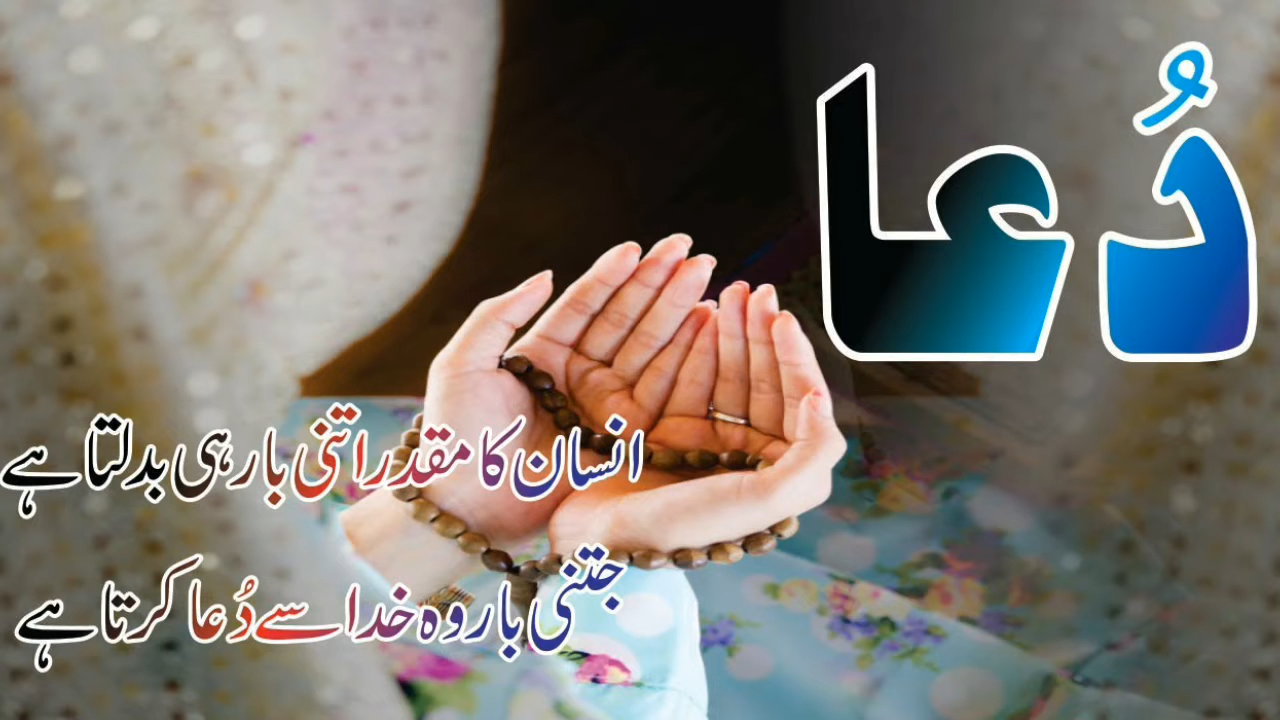 دُعا
انسان کا مقدر اتنی بار ہی بدلتا ہے
جتنی بار وہ خدا سے دُعا کرتا ہے